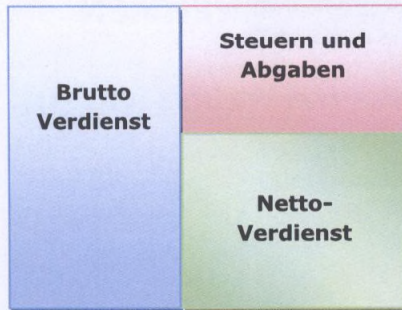 Brutto
Verdienst
Steuern und
Abgaben
Netto-
Verdienst